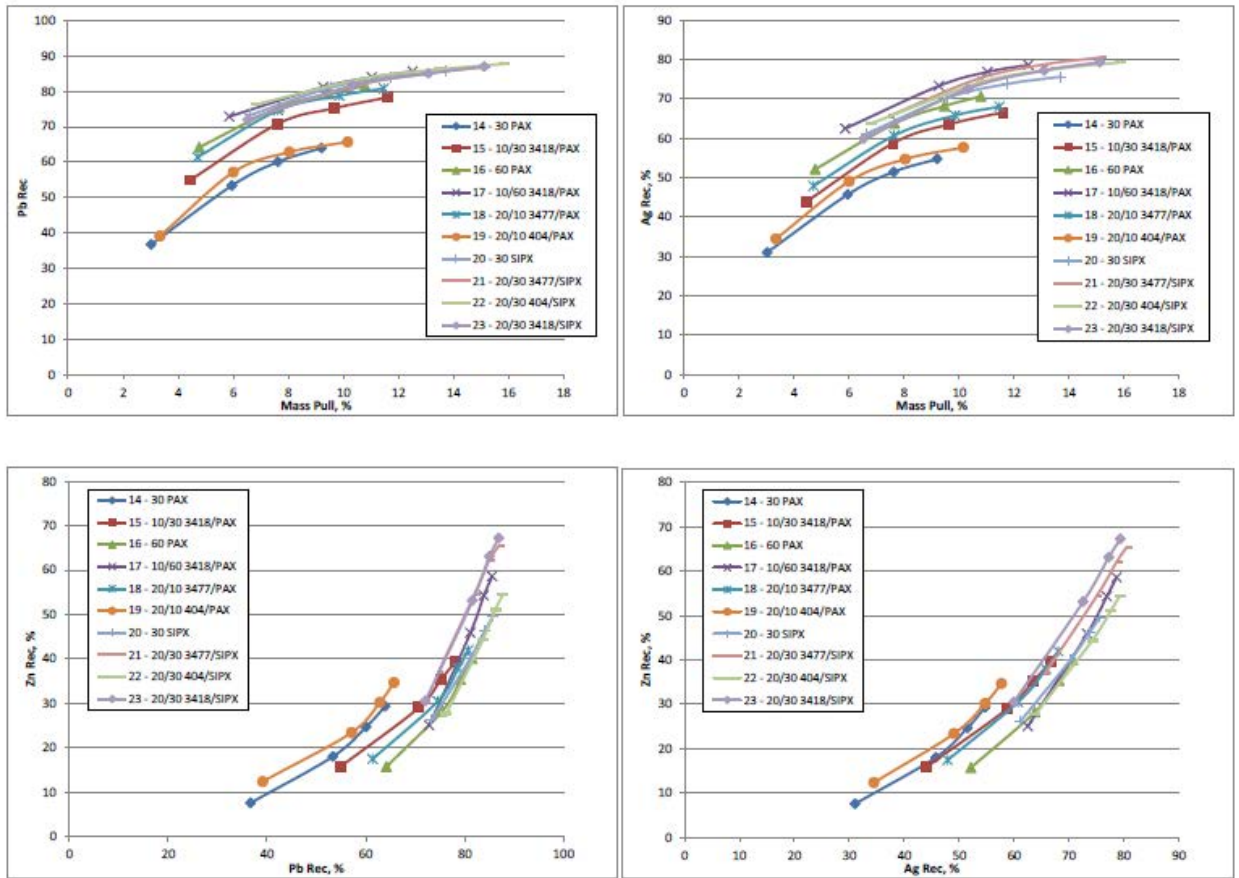 100
90
80
70
60
50
40
30
20
10
0
Pb Rec
0 2 4 6 8 10 12 14 16 18
Mass Pull, %
14 - 30 PAX
15 - 10/30 3418/PAX
16 - 60 PAX
17 - 10/60 3418/PAX
18 - 20/10 3477/PAX
19 - 20/10 404/PAX
20 - 30 SIPX
21 - 20/30 3477/SIPX
22 - 20/30 404/SIPX
23 - 20/30 3418/SIPX
90
80
70
60
50
40
30
20
10
0
Ag Rec, %
0 2 4 6 8 10 12 14 16 18
Mass Pull, %
14 - 30 PAX
15 - 10/30 3418/PAX
16 - 60 PAX
17 - 10/60 3418/PAX
18 - 20/10 3477/PAX
19 - 20/10 404/PAX
20 - 30 SIPX
21 - 20/30 3477/SIPX
22 - 20/30 404/SIPX
23 - 20/30 3418/SIPX
80
70
60
50
40
30
20
10
0
Zn Rec, %
0 20 40 60 80 100
Pb Rec, %
14 - 30 PAX
15 - 10/30 3418/PAX
16 - 60 PAX
17 - 10/60 3418/PAX
18 - 20/10 3477/PAX
19 - 20/10 404/PAX
20 - 30 SIPX
21 - 20/30 3477/SIPX
22 - 20/30 404/SIPX
23 - 20/30 3418/SIPX
80
70
60
50
40
30
20
10
0
Zn Rec, %
0 10 20 30 40 50 60 70 80 90
Ag Rec, %
14 - 30 PAX
15 - 10/30 3418/PAX
16 - 60 PAX
17 - 10/60 3418/PAX
18 - 20/10 3477/PAX
19 - 20/10 404/PAX
20 - 30 SIPX
21 - 20/30 3477/SIPX
22 - 20/30 404/SIPX
23 - 20/30 3418/SIPX